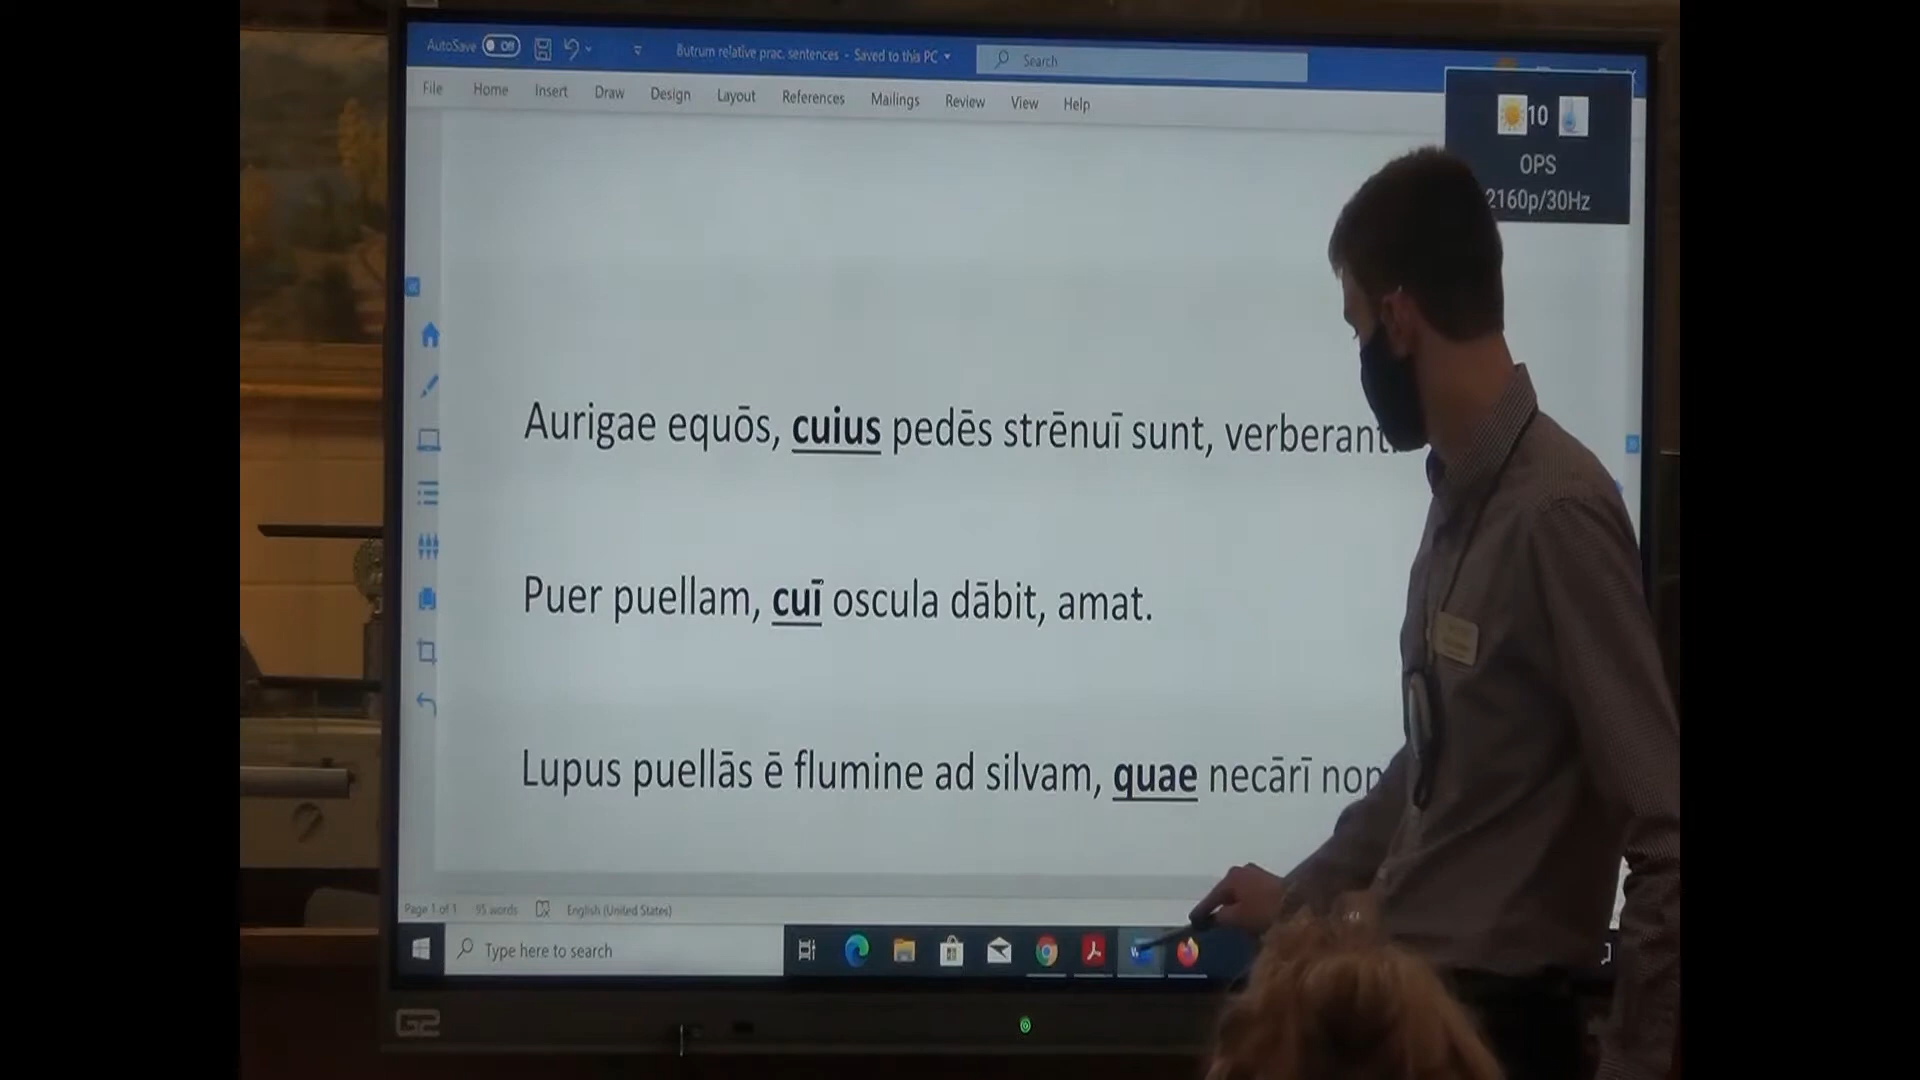 AutoSave Off Butrum relative prac. sentences - Saved to this PC Search
File Home Insert Draw Design Layout References Mailings Review View Help
10
OPS
2160p/30Hz
Aurigae equōs, cuius pedēs strēnuī sunt, verberant.
Puer puellam, cuī oscula dābit, amat.
Lupus puellās ē flumine ad silvam, quae necārī non
Page 1 of 1 95 words English (United States)
Type here to search
G2